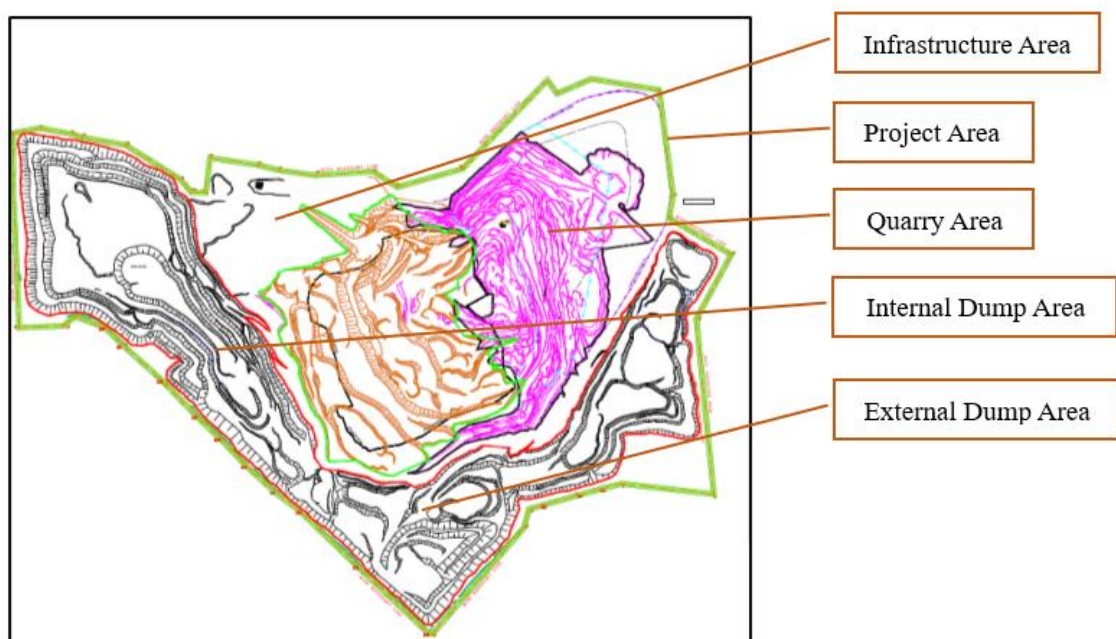 Infrastructure Area
Project Area
Quarry Area
Internal Dump Area
External Dump Area